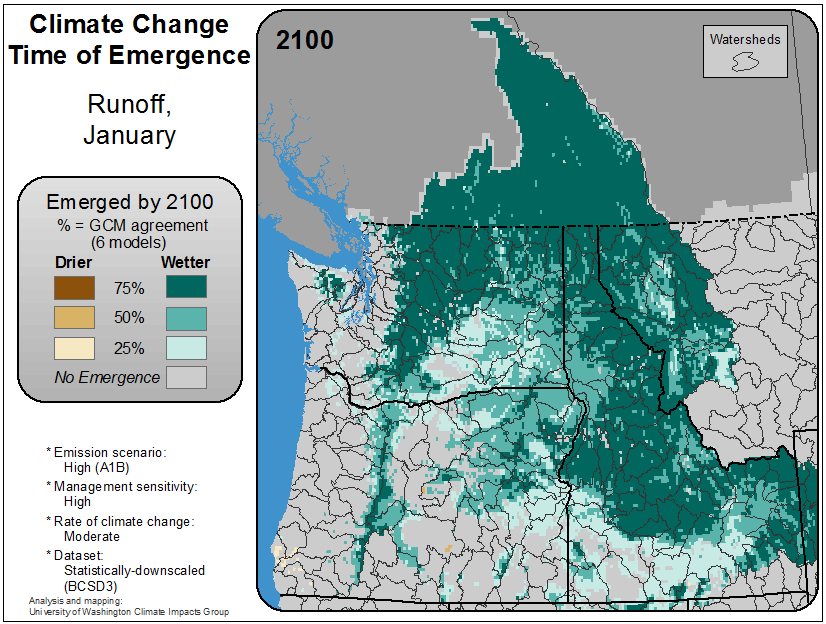 Climate Change
Time of Emergence
Runoff,
January
Emerged by 2100
% = GCM agreement
(6 models)
Drier Wetter
75%
50%
25%
No Emergence
* Emission scenario:
High (A1B)
* Management sensitivity:
High
* Rate of climate change:
Moderate
* Dataset:
Statistically-downscaled
(BCSD3)
Analysis and mapping:
University of Washington Climate Impacts Group
2100
Watersheds